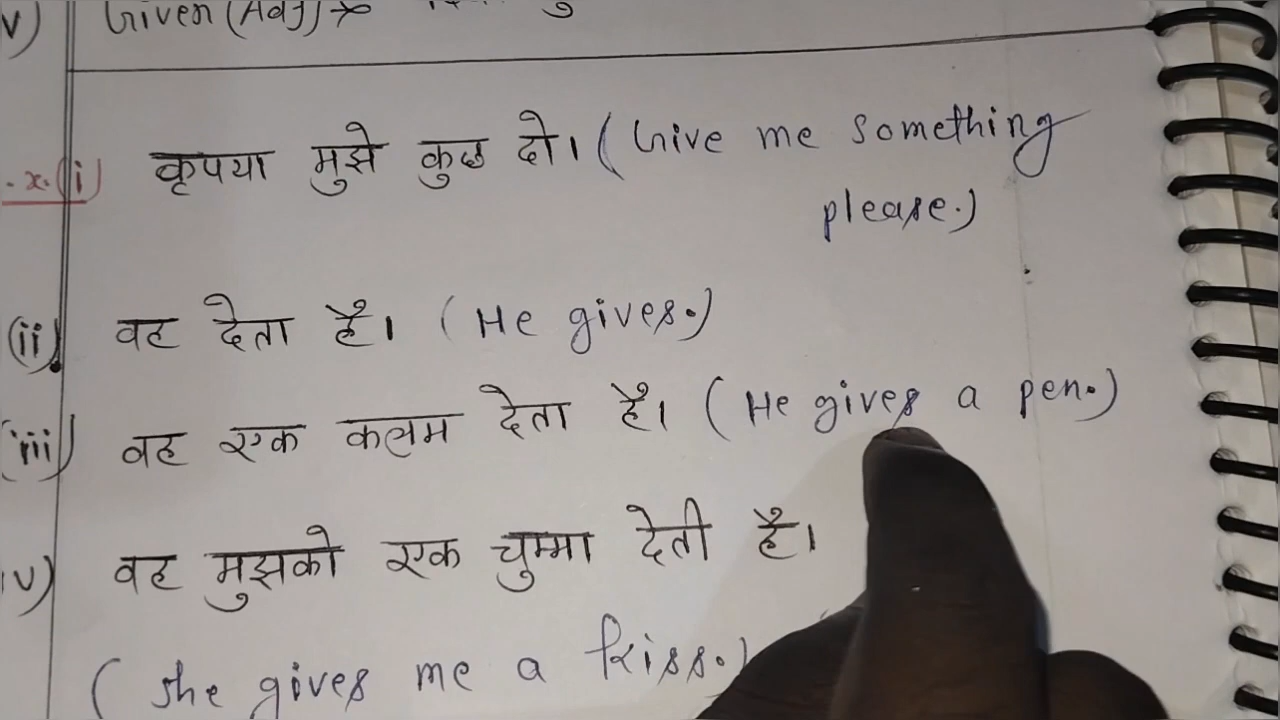 v) Given (Adj) →
.x.(i) कृपया मुझे कुछ दो। (Give me something
please.)
(ii) वह देता है। (He gives.)
(iii) वह एक कलम देता है। (He gives a pen.)
iv) वह मुझको एक चुम्मा देती है।
(She gives me a kiss.)